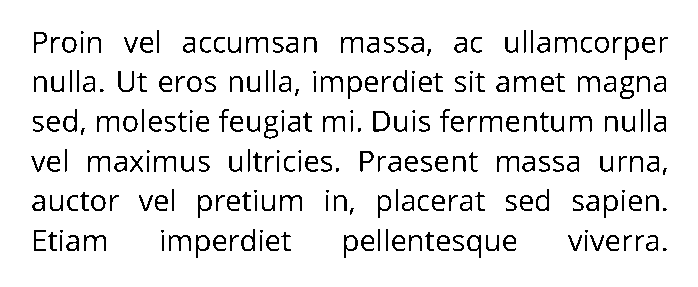 Proin vel accumsan massa, ac ullamcorper
nulla. Ut eros nulla, imperdiet sit amet magna
sed, molestie feugiat mi. Duis fermentum nulla
vel maximus ultricies. Praesent massa urna,
auctor vel pretium in, placerat sed sapien.
Etiam imperdiet pellentesque viverra.